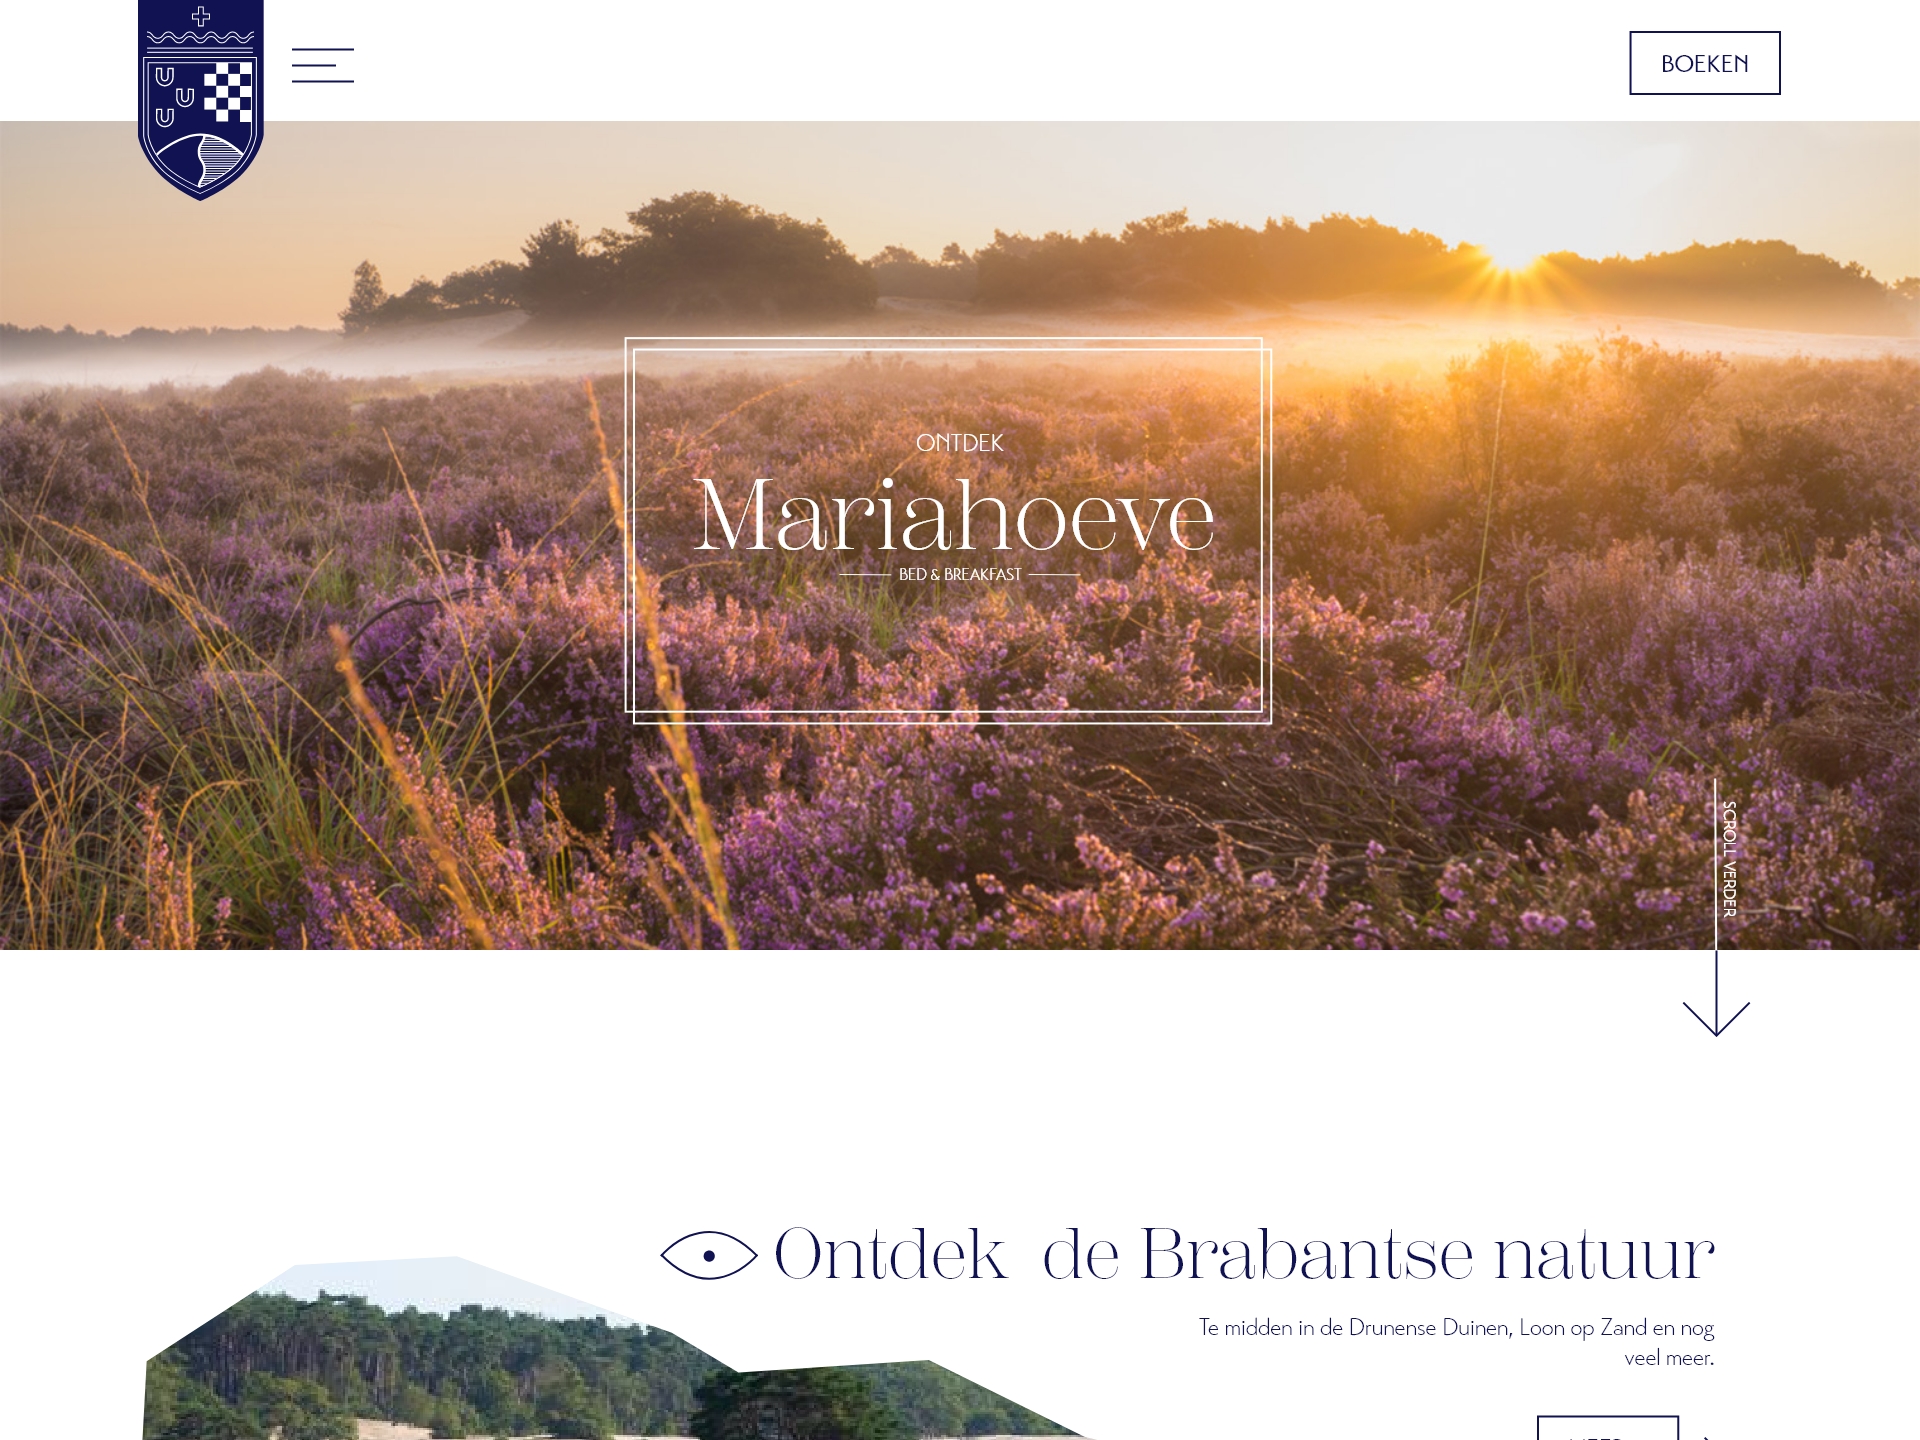 BOEKEN
ONTDEK
Mariahoeve
BED & BREAKFAST
SCROLL VERDER
Ontdek de Brabantse natuur
Te midden in de Drunense Duinen, Loon op Zand en nog
veel meer.